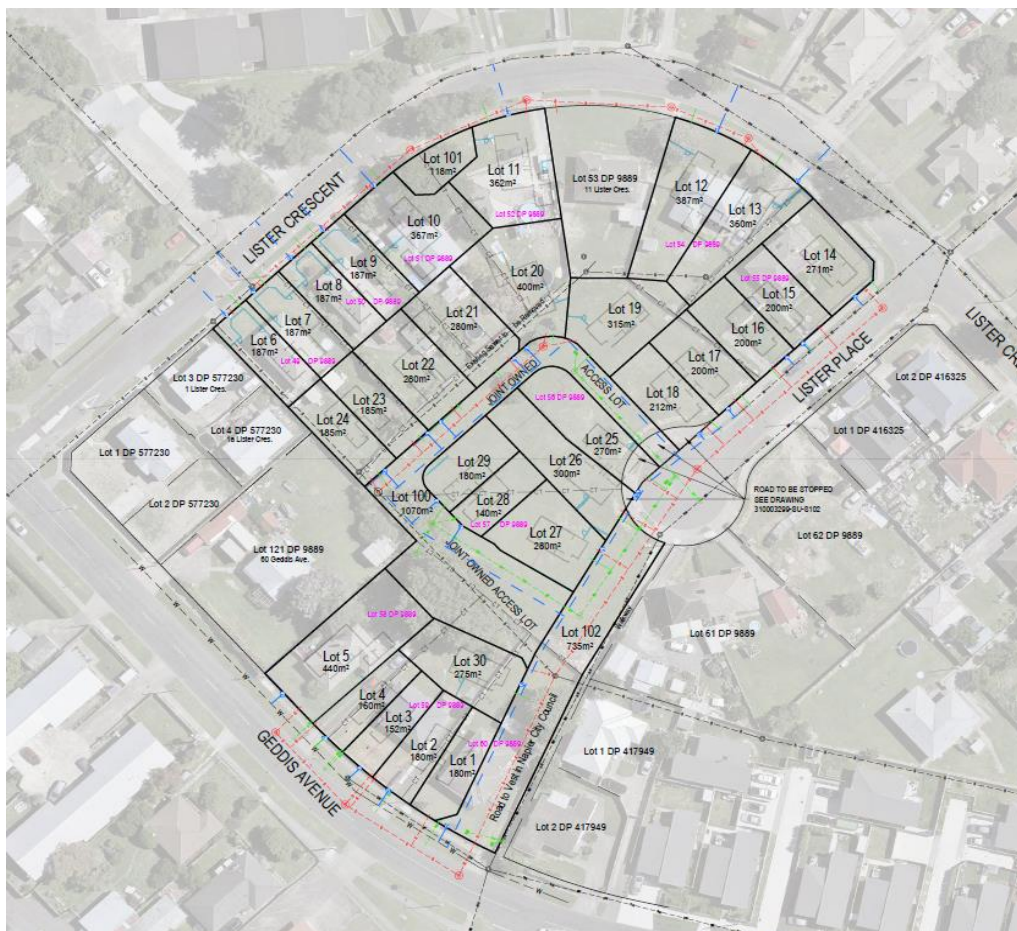 Lot 101
118m²
Lot 11
362m²
Lot 53 DP 9889
11 Lister Cres.
Lot 12
387m²
Lot 13
360m²
LISTER CRESCENT
Lot 10
367m²
Lot 52 DP 9889
Lot 54 DP 9889
Lot 14
271m²
Lot 9
187m²
Lot 51 DP 9889
Lot 20
400m²
Lot 55 DP 9889
Lot 15
200m²
Lot 8
187m²
Lot 50 DP 9889
Lot 21
280m²
Lot 19
315m²
Lot 16
200m²
Lot 7
187m²
Lot 6
187m²
Lot 49 DP 9889
Lot 22
260m²
JOINT OWNED
ACCESS LOT
Lot 17
200m²
LISTER PLACE
Lot 3 DP 577230
1 Lister Cres.
Lot 23
185m²
Lot 56 DP 9889
Lot 18
212m²
Lot 2 DP 416325
Lot 4 DP 577230
Lot 24
185m²
Lot 1 DP 416325
Lot 1 DP 577230
Lot 25
270m²
Lot 29
180m²
Lot 26
300m²
Lot 2 DP 577230
Lot 100
1070m²
Lot 28
140m²
ROAD TO BE STOPPED
SEE DRAWING
Lot 57 DP 9889
Lot 27
Lot 62 DP 9889
Lot 121 DP 9889
60 Geddis Ave.
JOINT OWNED ACCESS LOT
Lot 58 DP 9889
Lot 102
735m²
Lot 61 DP 9889
Lot 5
440m²
Lot 30
275m²
Lot 4
160m²
Lot 59 DP 9889
Lot 3
152m²
Lot 2
180m²
Lot 60 DP 9889
Lot 1
180m²
GEDDIS AVENUE
Road to Vest in Napier City Council
Lot 1 DP 417949
Lot 2 DP 417949